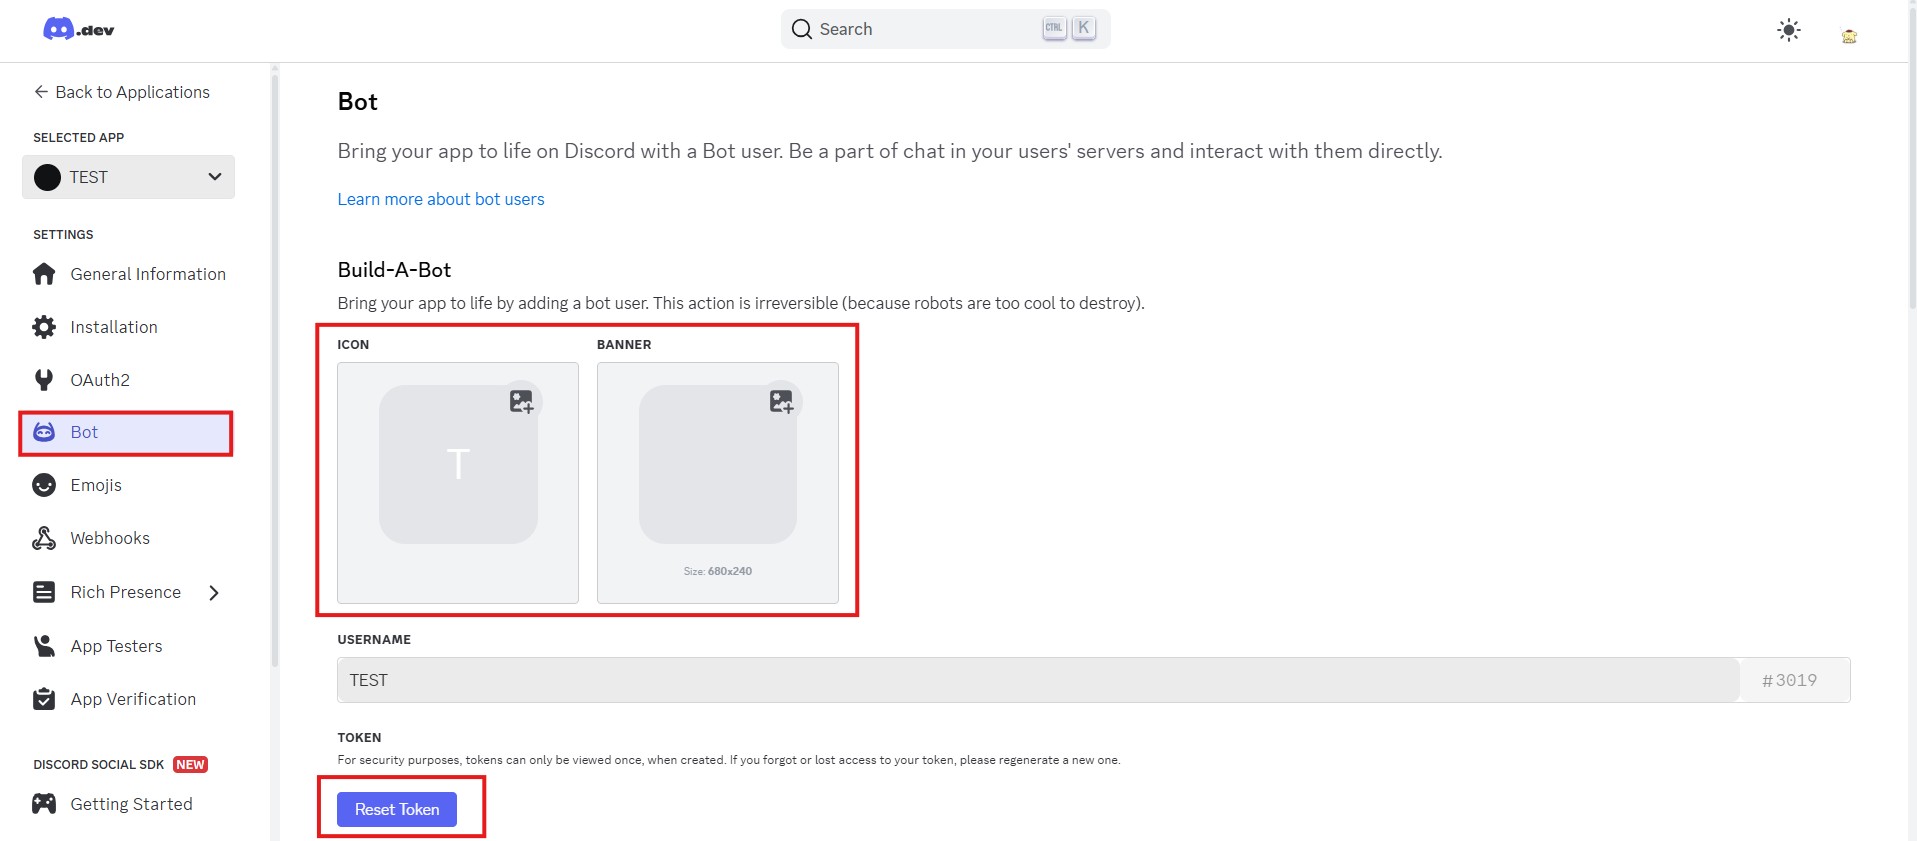 .dev
Search
CTRL K
Back to Applications
SELECTED APP
TEST
SETTINGS
General Information
Installation
OAuth2
Bot
Emojis
Webhooks
Rich Presence
App Testers
App Verification
DISCORD SOCIAL SDK NEW
Getting Started
Bot
Bring your app to life on Discord with a Bot user. Be a part of chat in your users' servers and interact with them directly.
Learn more about bot users
Build-A-Bot
Bring your app to life by adding a bot user. This action is irreversible (because robots are too cool to destroy).
ICON
T
BANNER
Size: 680x240
USERNAME
TEST
#3019
TOKEN
For security purposes, tokens can only be viewed once, when created. If you forgot or lost access to your token, please regenerate a new one.
Reset Token